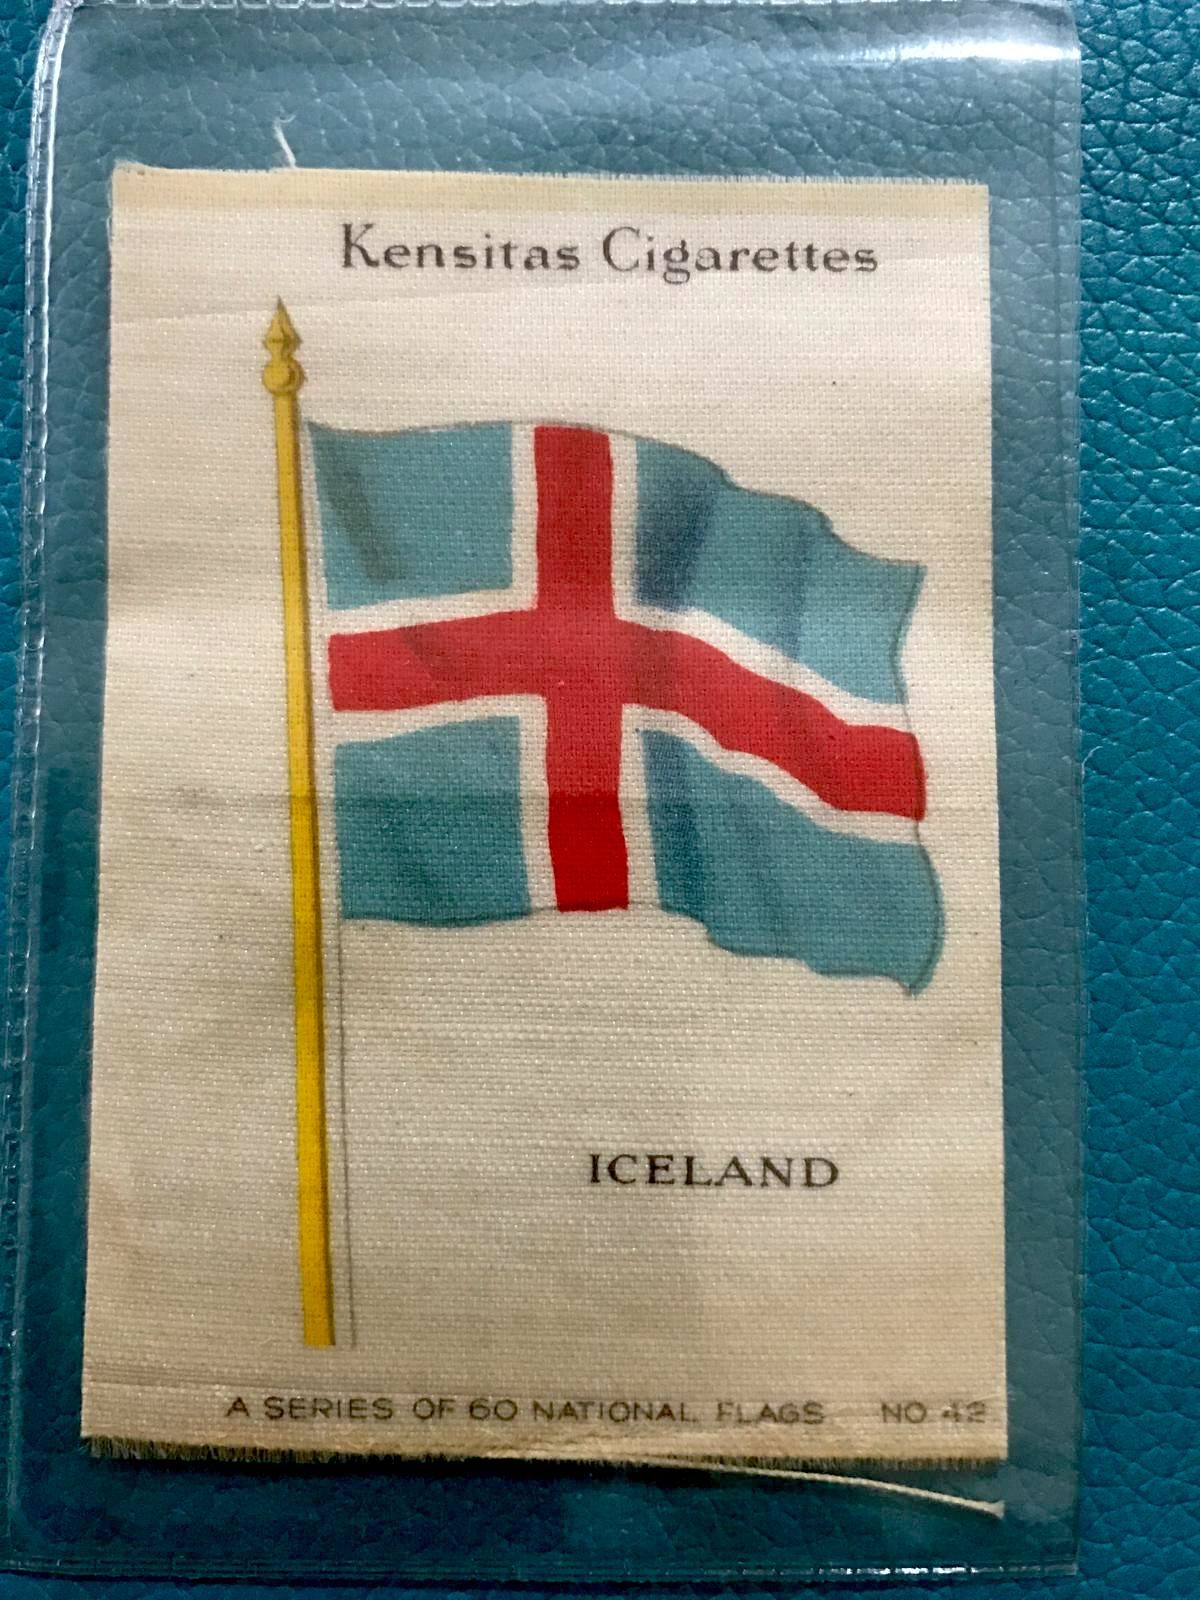 Kensitas Cigarettes
ICELAND
A SERIES OF 60 NATIONAL FLAGS NO 42